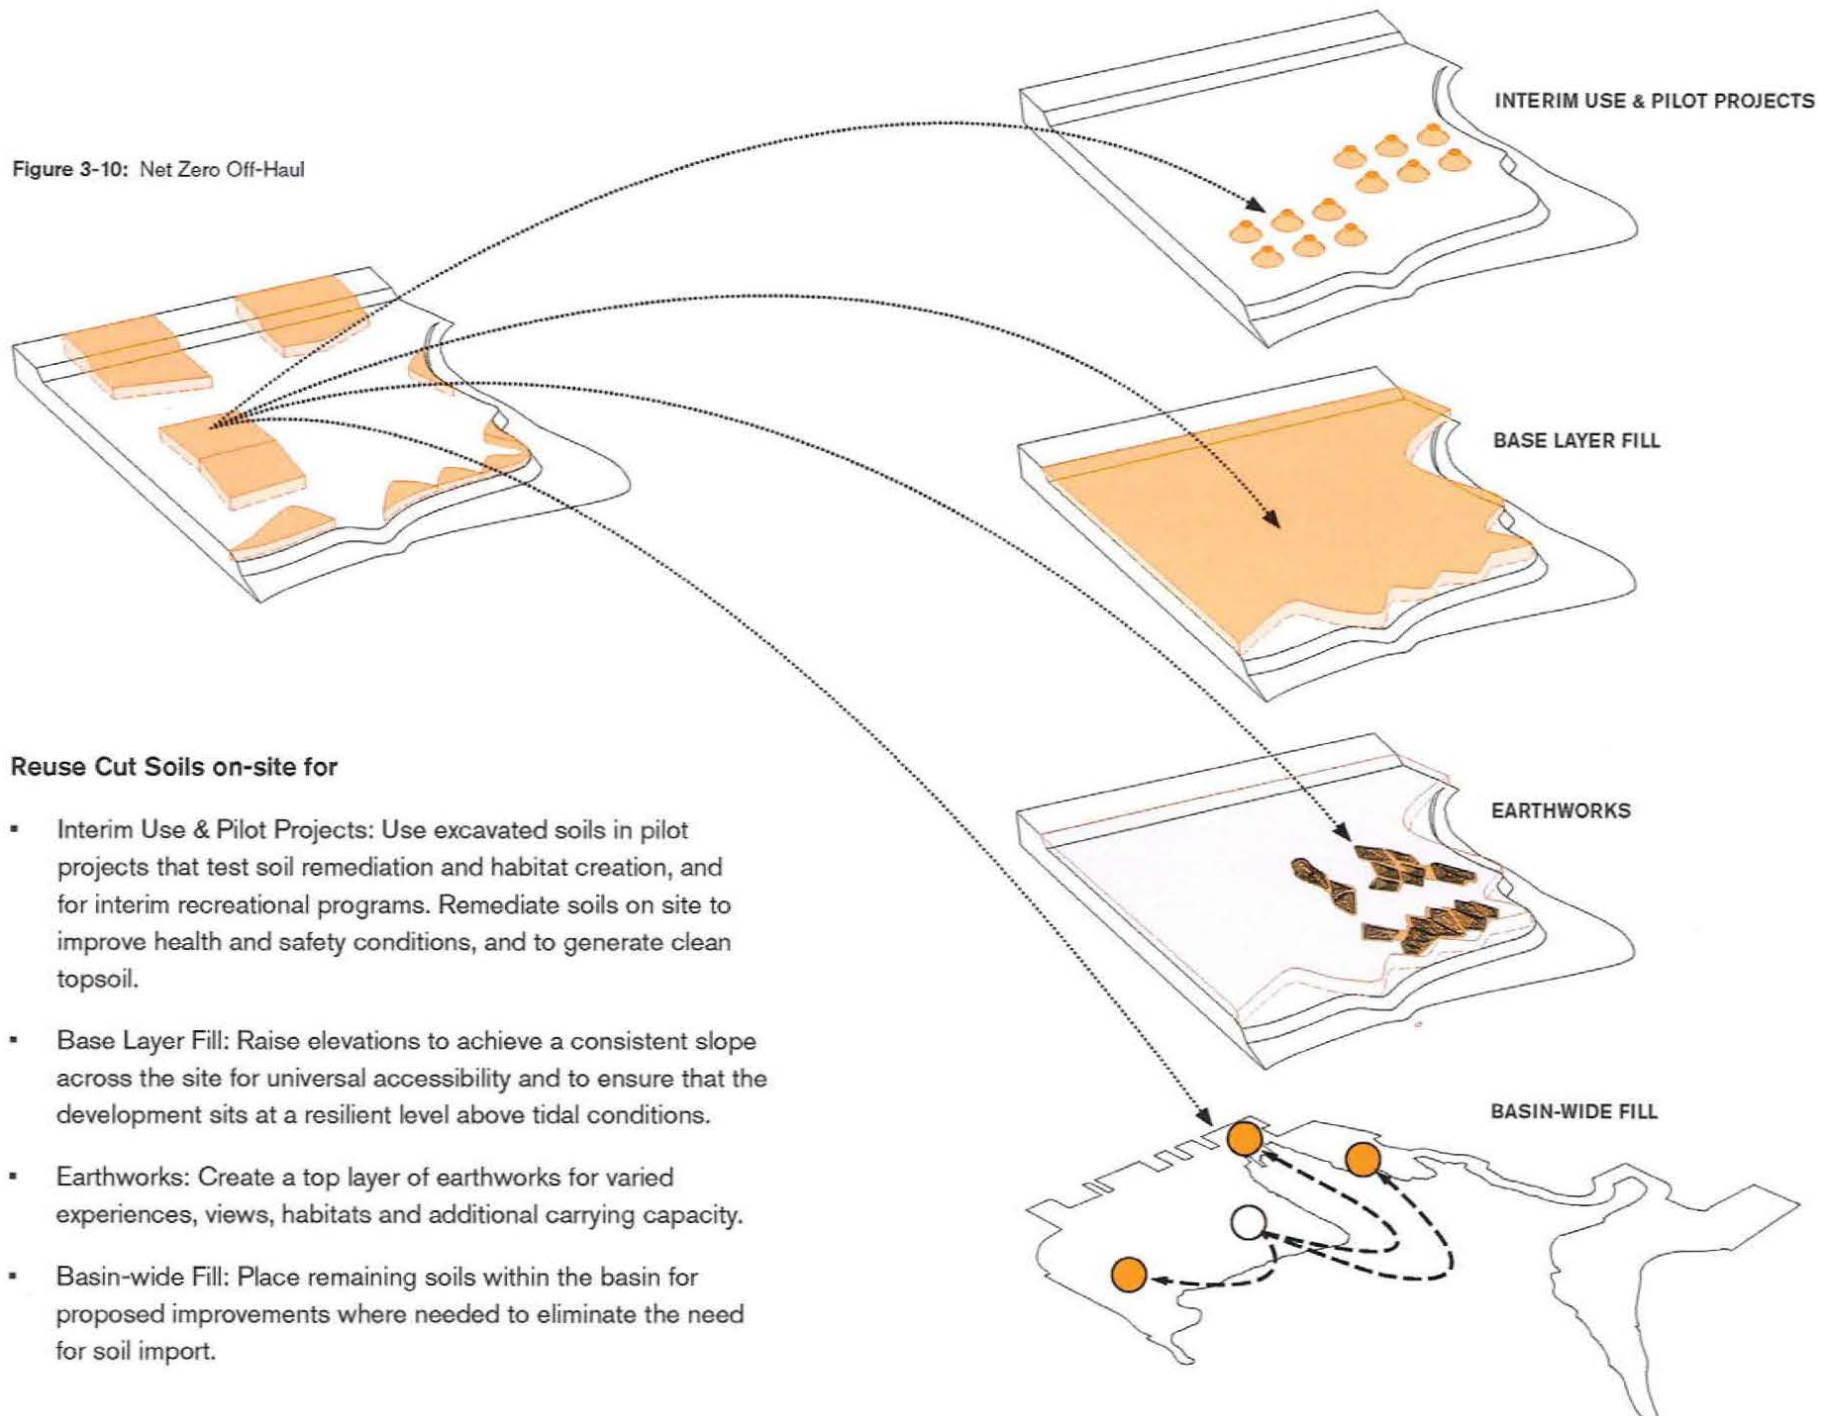 INTERIM USE & PILOT PROJECTS
Figure 3-10: Net Zero Off-Haul
BASE LAYER FILL
Reuse Cut Soils on-site for
▪ Interim Use & Pilot Projects: Use excavated soils in pilot
projects that test soil remediation and habitat creation, and
for interim recreational programs. Remediate soils on site to
improve health and safety conditions, and to generate clean
topsoil.
▪ Base Layer Fill: Raise elevations to achieve a consistent slope
across the site for universal accessibility and to ensure that the
development sits at a resilient level above tidal conditions.
▪ Earthworks: Create a top layer of earthworks for varied
experiences, views, habitats and additional carrying capacity.
▪ Basin-wide Fill: Place remaining soils within the basin for
proposed improvements where needed to eliminate the need
for soil import.
EARTHWORKS
BASIN-WIDE FILL